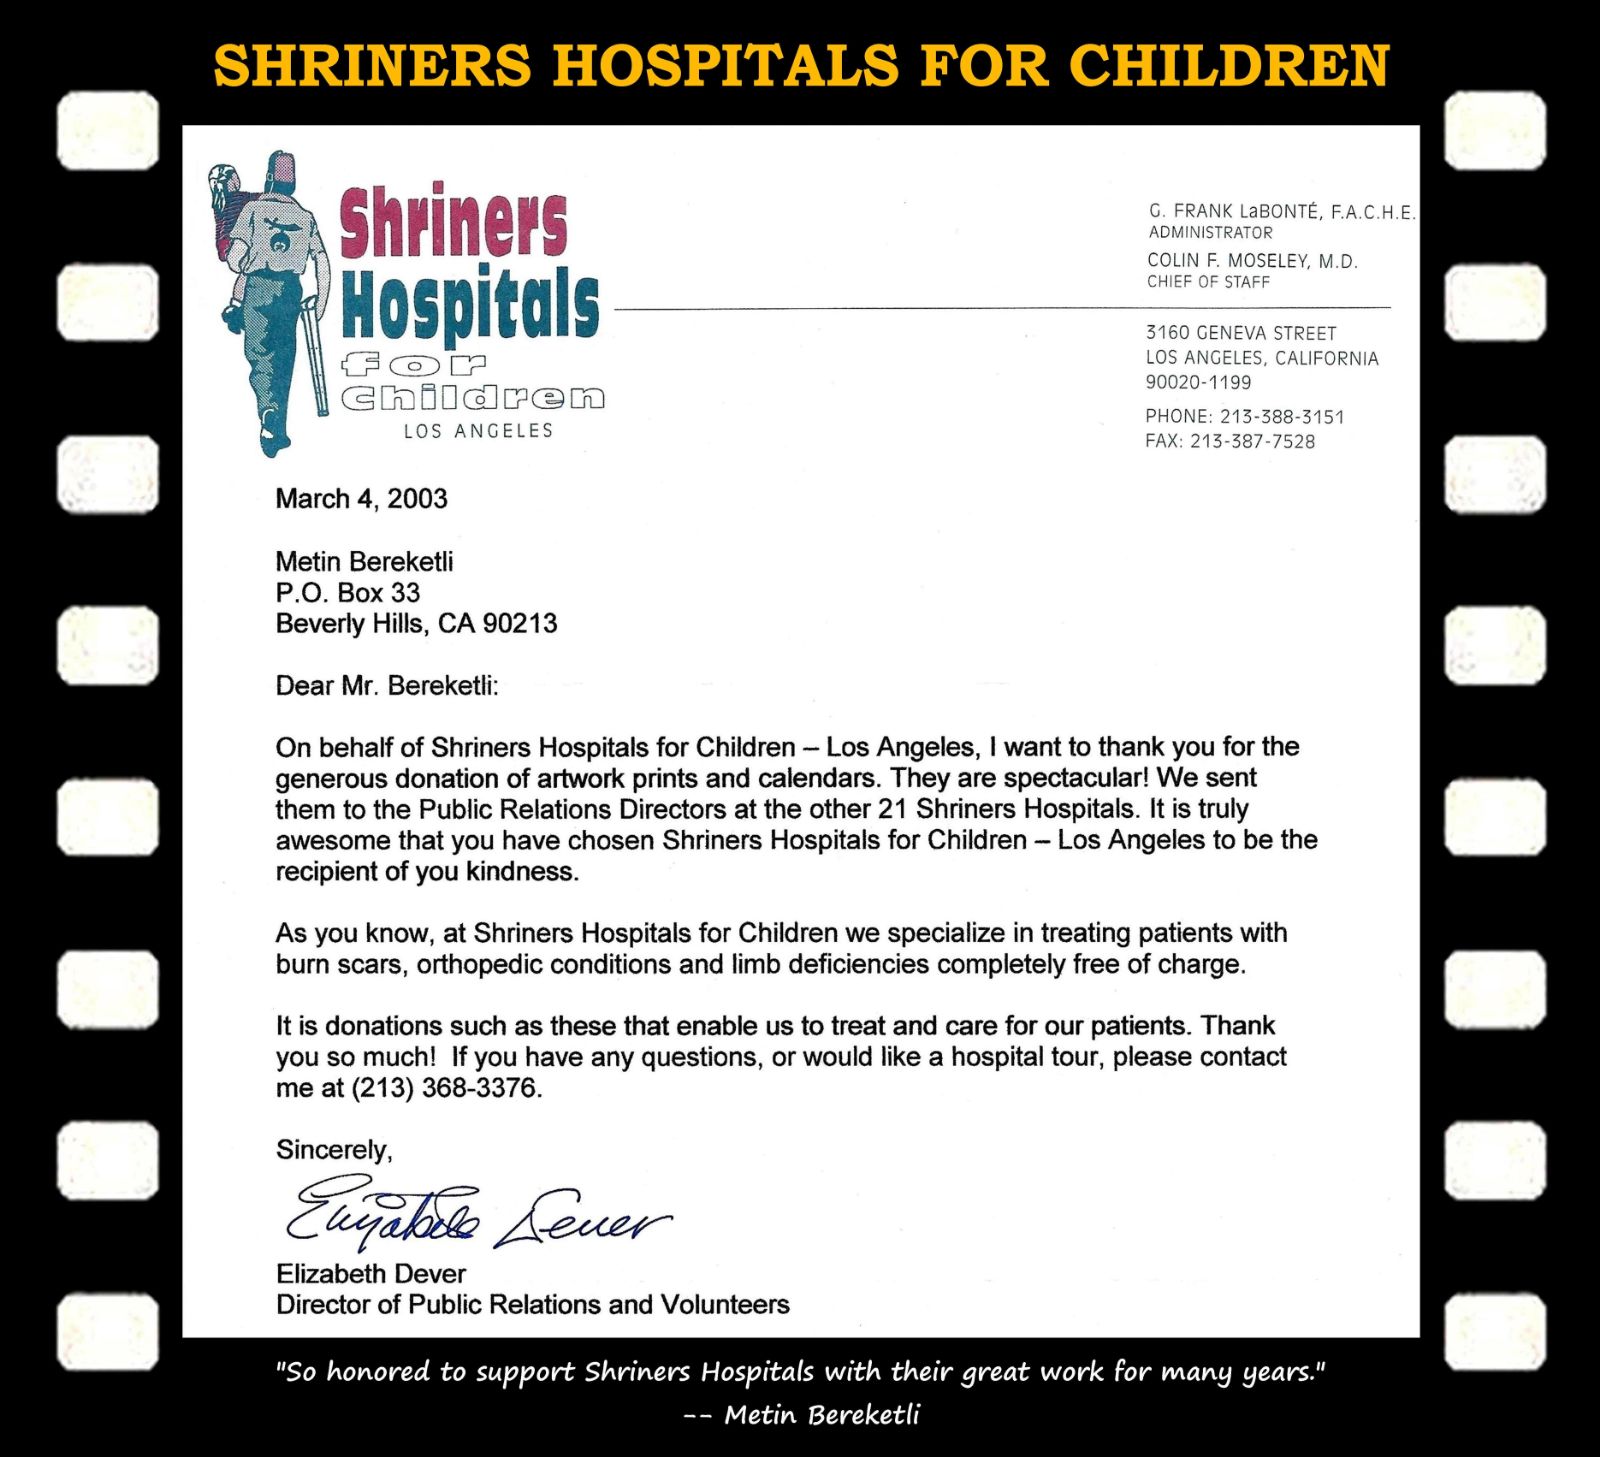 SHRINERS HOSPITALS FOR CHILDREN
Shriners
Hospitals
for
children
LOS ANGELES
G. FRANK LaBONTÉ, F.A.C.H.E.
ADMINISTRATOR
COLIN F. MOSELEY, M.D.
CHIEF OF STAFF
3160 GENEVA STREET
LOS ANGELES, CALIFORNIA
90020-1199
PHONE: 213-388-3151
FAX: 213-387-7528
March 4, 2003
Metin Bereketli
P.O. Box 33
Beverly Hills, CA 90213
Dear Mr. Bereketli:
On behalf of Shriners Hospitals for Children – Los Angeles, I want to thank you for the
generous donation of artwork prints and calendars. They are spectacular! We sent
them to the Public Relations Directors at the other 21 Shriners Hospitals. It is truly
awesome that you have chosen Shriners Hospitals for Children – Los Angeles to be the
recipient of you kindness.
As you know, at Shriners Hospitals for Children we specialize in treating patients with
burn scars, orthopedic conditions and limb deficiencies completely free of charge.
It is donations such as these that enable us to treat and care for our patients. Thank
you so much!  If you have any questions, or would like a hospital tour, please contact
me at (213) 368-3376.
Sincerely,
Elizabeth Dever
Elizabeth Dever
Director of Public Relations and Volunteers
"So honored to support Shriners Hospitals with their great work for many years."
-- Metin Bereketli